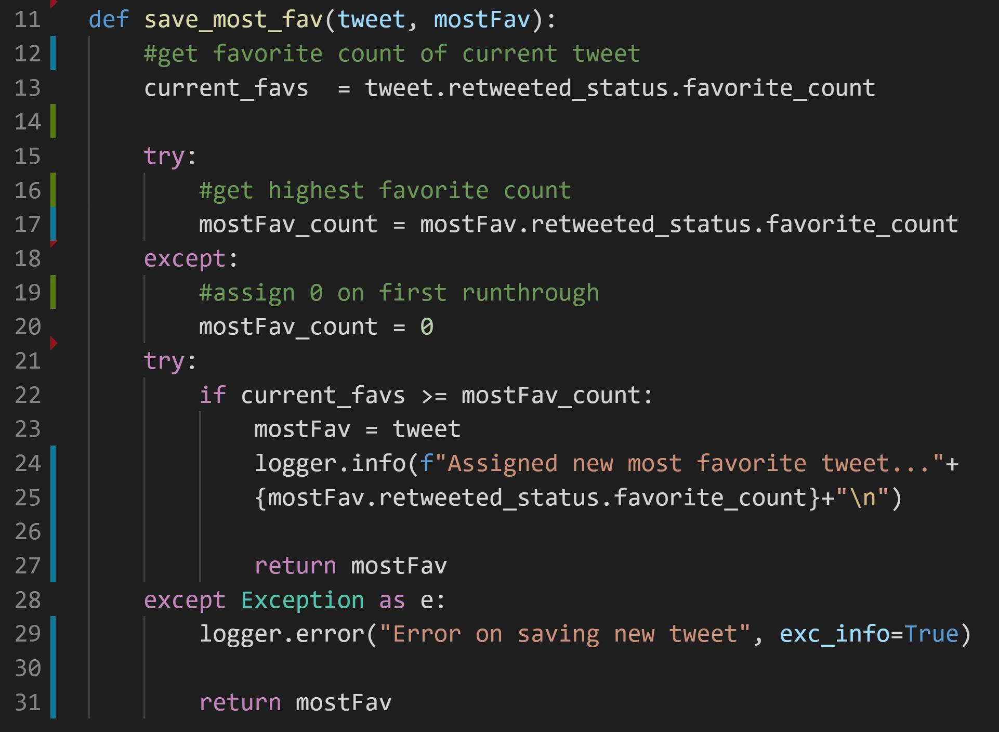 11 def save_most_fav(tweet, mostFav):
12     #get favorite count of current tweet
13     current_favs  = tweet.retweeted_status.favorite_count
14
15     try:
16         #get highest favorite count
17         mostFav_count = mostFav.retweeted_status.favorite_count
18     except:
19         #assign 0 on first runthrough
20         mostFav_count = 0
21     try:
22         if current_favs >= mostFav_count:
23             mostFav = tweet
24             logger.info(f"Assigned new most favorite tweet..."+
25             {mostFav.retweeted_status.favorite_count}+"\n")
26
27             return mostFav
28     except Exception as e:
29         logger.error("Error on saving new tweet", exc_info=True)
30
31         return mostFav